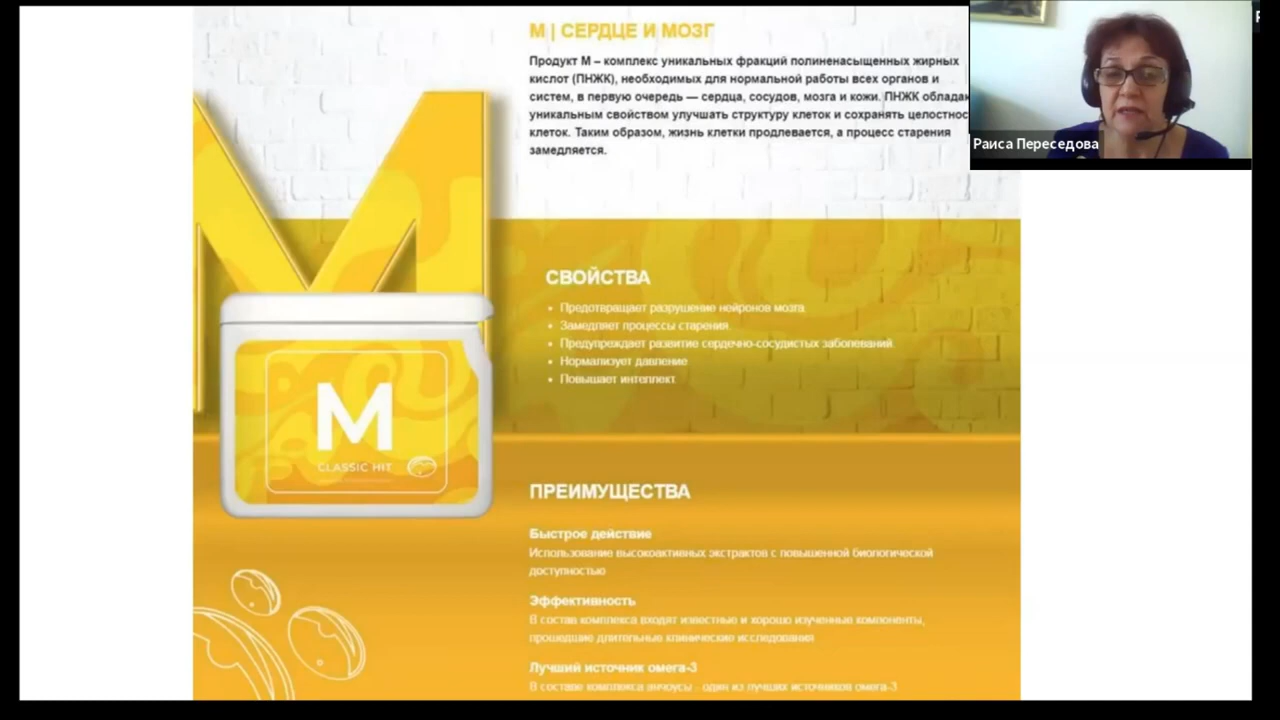 М | СЕРДЦЕ И МОЗГ
Продукт М – комплекс уникальных фракций полиненасыщенных жирных
кислот (ПНЖК), необходимых для нормальной работы всех органов и
систем, в первую очередь — сердца, сосудов, мозга и кожи. ПНЖК обладаю
уникальным свойством улучшать структуру клеток и сохранять целостнос
клеток. Таким образом, жизнь клетки продлевается, а процесс старения
замедляется.
Раиса Переседова
М
СВОЙСТВА
• Предотвращает разрушение нейронов мозга
• Замедляет процессы старения
• Предупреждает развитие сердечно-сосудистых заболеваний
• Нормализует давление
• Повышает интеллект
M
CLASSIC HIT
ПРЕИМУЩЕСТВА
Быстрое действие
Использование высокоактивных экстрактов с повышенной биологической
доступностью
Эффективность
В состав комплекса входят известные и хорошо изученные компоненты,
прошедшие длительные клинические исследования
Лучший источник омега-3
В составе комплекса анчоусы - один из лучших источников омега-3